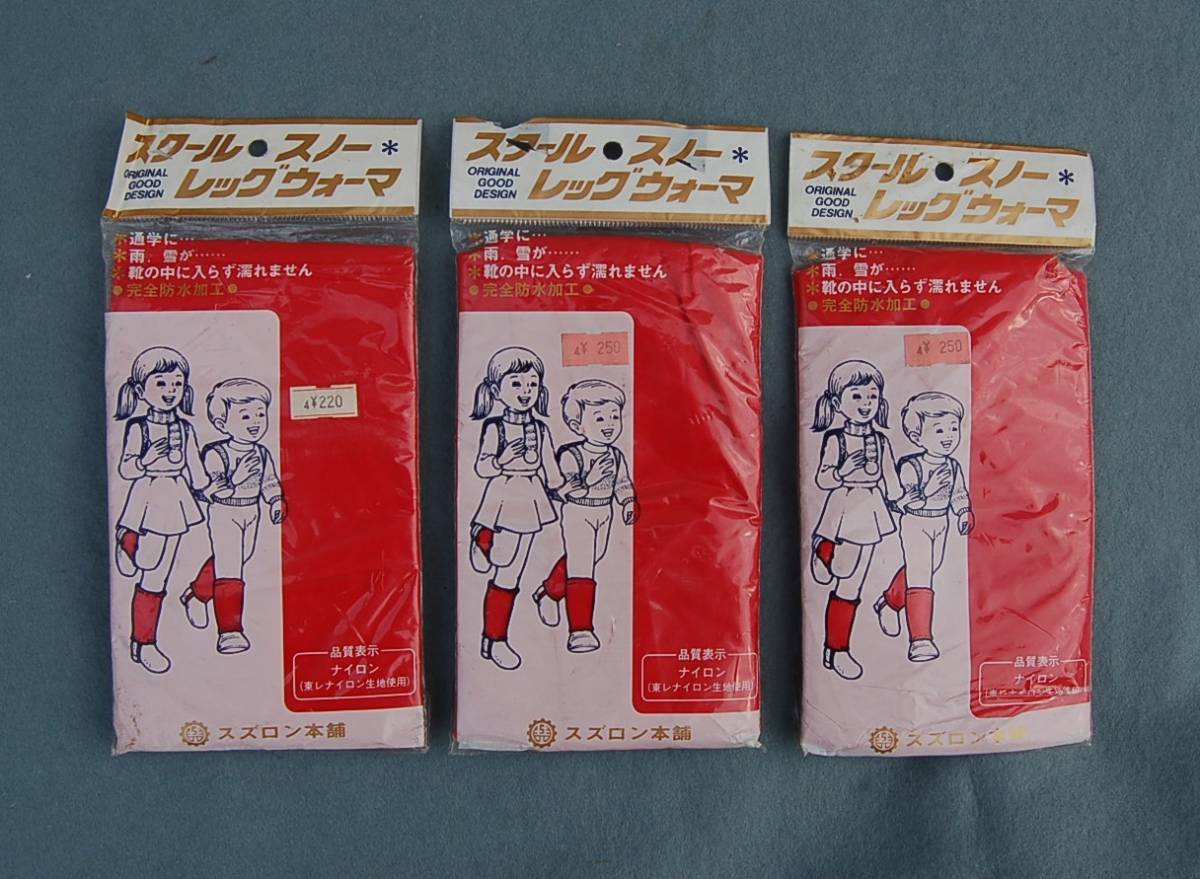 スクール・スノー*
ORIGINAL
GOOD
DESIGN
レッグウォーマ
*通学に…
*雨．雪が……
*靴の中に入らず濡れません
●完全防水加工●
4¥220
品質表示
ナイロン
(東レナイロン生地使用)
スズロン本舗
スクール・スノー*
ORIGINAL
GOOD
DESIGN
レッグウォーマ
*通学に…
*雨．雪が……
*靴の中に入らず濡れません
●完全防水加工●
4¥ 250
品質表示
ナイロン
(東レナイロン生地使用)
スズロン本舗
スクール・スノー*
ORIGINAL
GOOD
DESIGN
レッグウォーマ
*通学に…
*雨．雪が……
*靴の中に入らず濡れません
●完全防水加工●
4¥ 250
品質表示
ナイロン
(東レナイロン生地使用)
スズロン本舗